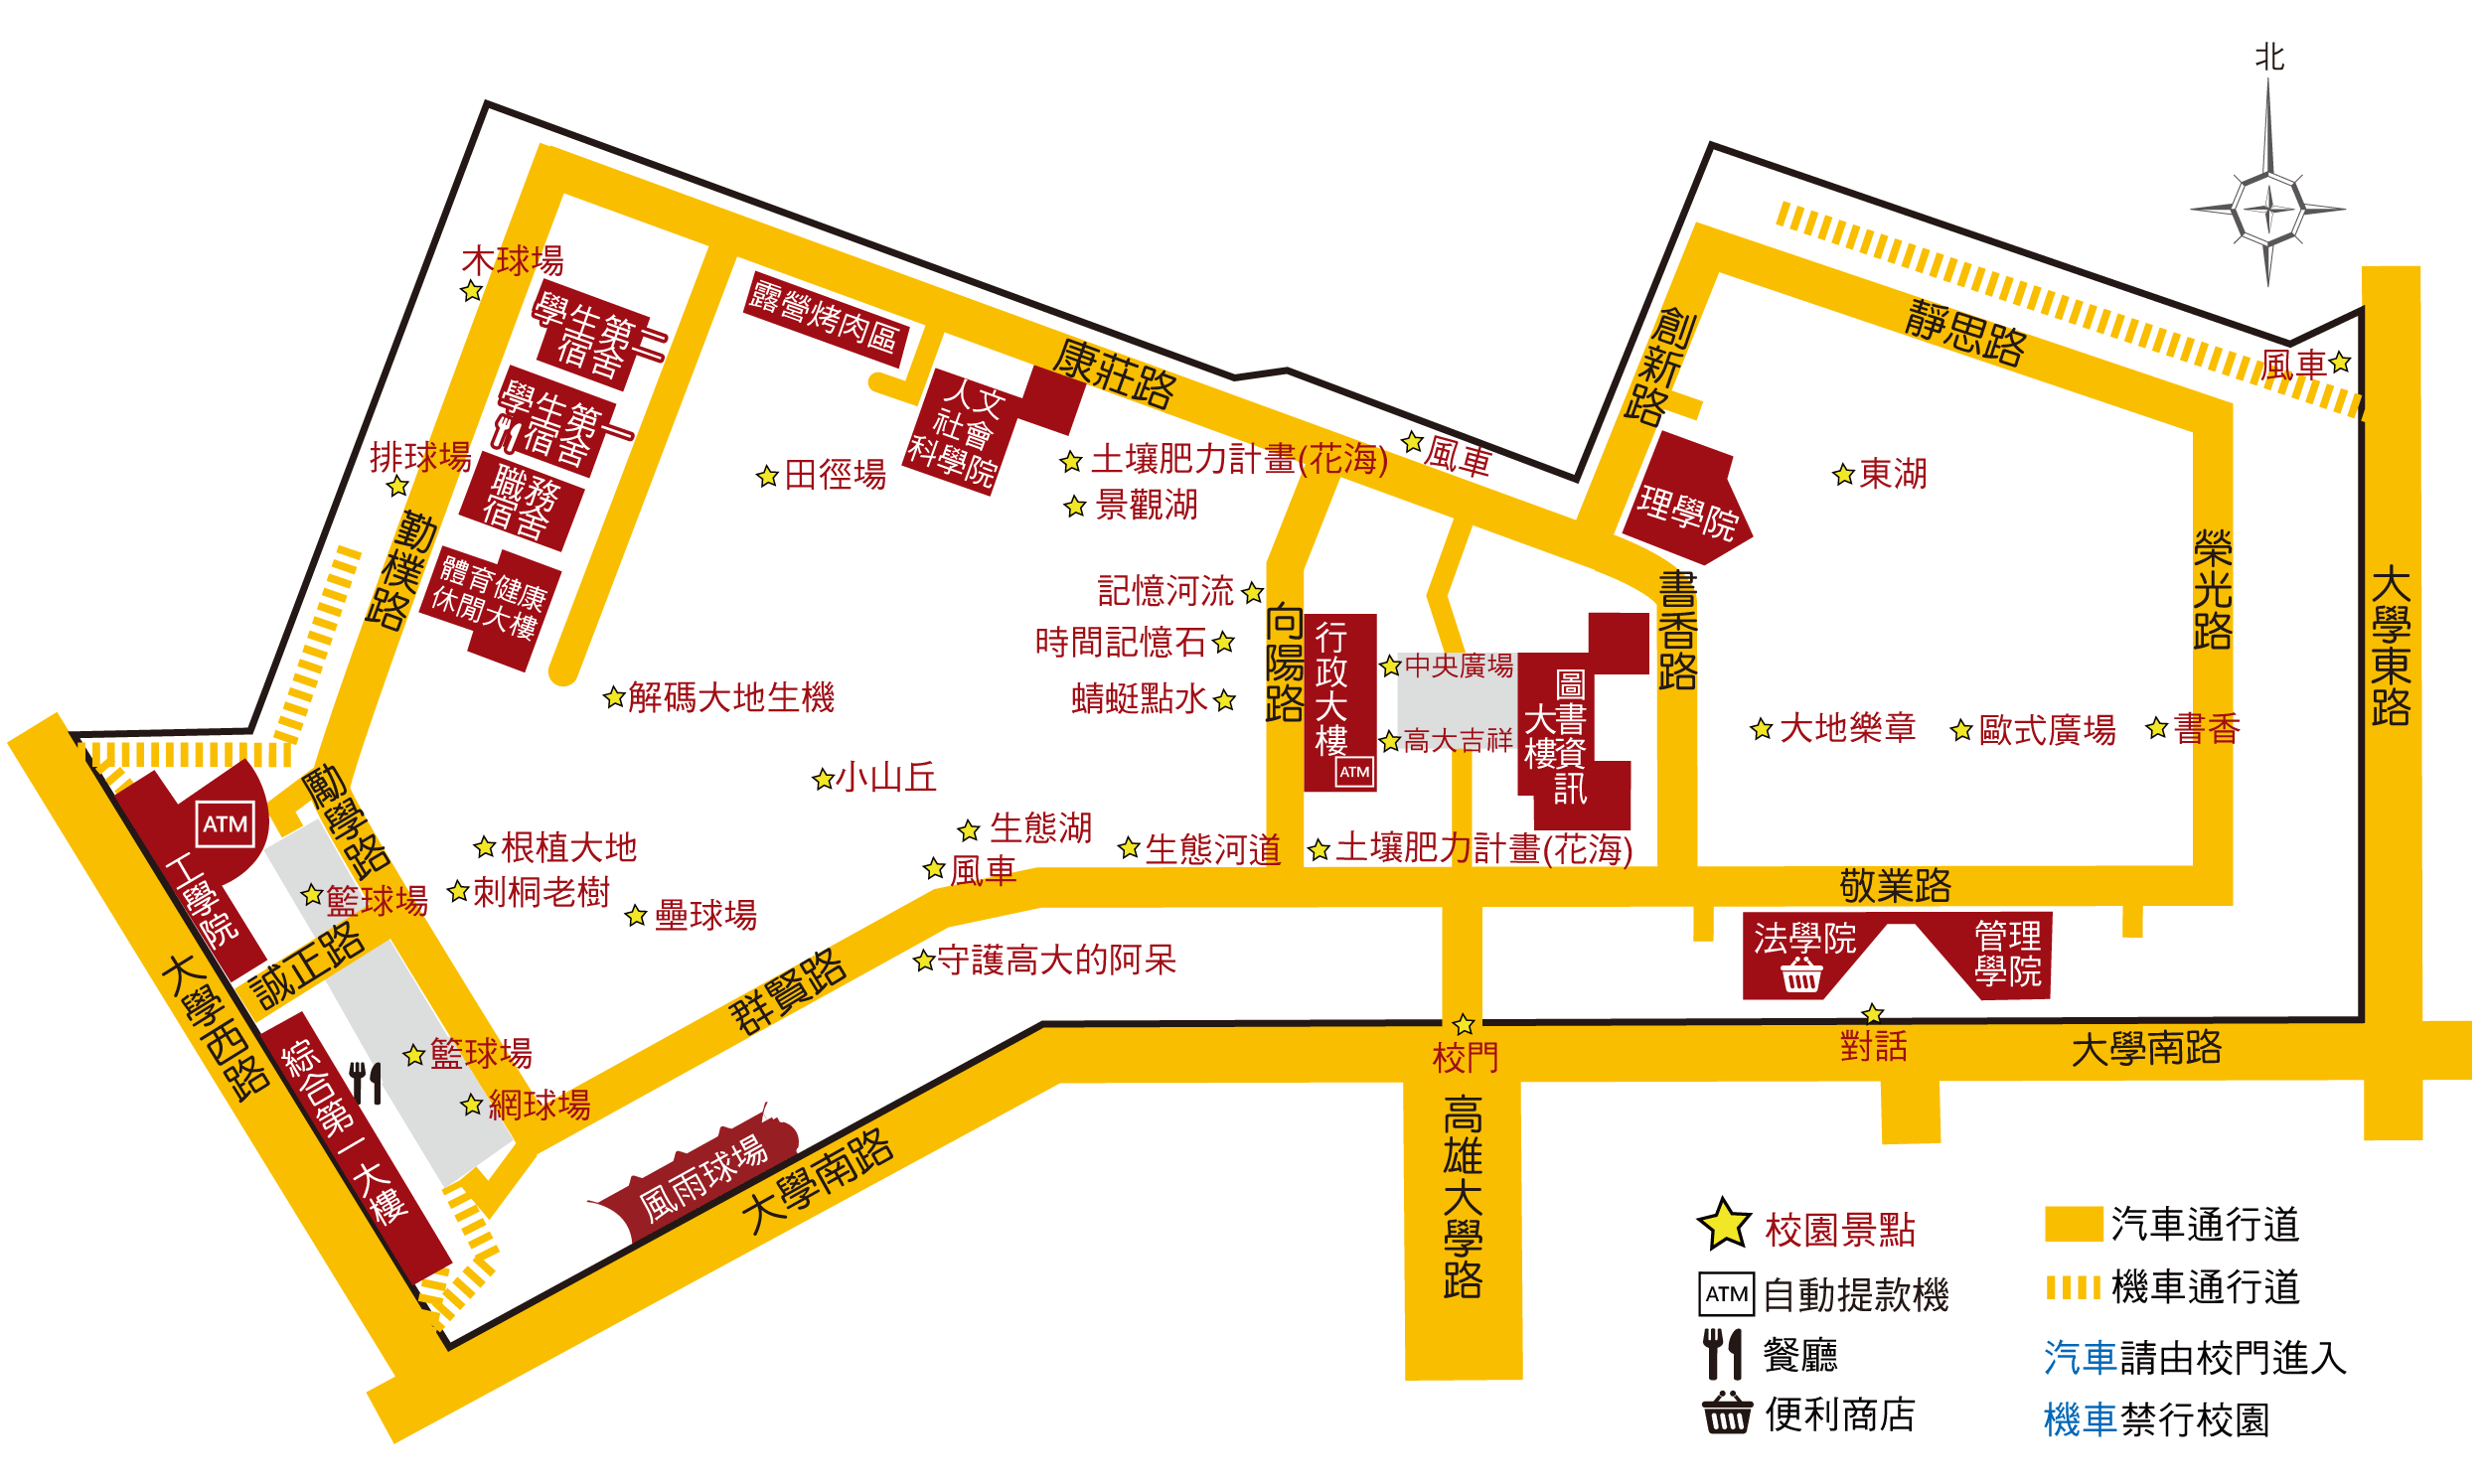 北
木球場
學生第二
宿舍
學生第一
宿舍
排球場
職務
宿舍
體育健康
休閒大樓
勤樸路
露營烤肉區
人文
社會
科學院
康莊路
田徑場
土壤肥力計畫(花海)
景觀湖
風車
創新路
靜思路
風車
理學院
東湖
榮光路
大學東路
書香路
記憶河流
時間記憶石
蜻蜓點水
向陽路
行政大樓
ATM
中央廣場
高大吉祥
圖書資訊
大樓
大地樂章
歐式廣場
書香
解碼大地生機
小山丘
生態湖
風車
生態河道
土壤肥力計畫(花海)
根植大地
刺桐老樹
壘球場
守護高大的阿呆
勵學路
ATM
工學院
籃球場
誠正路
大學西路
綜合第一大樓
籃球場
網球場
群賢路
風雨球場
大學南路
敬業路
法學院
管理
學院
校門
對話
大學南路
高雄大學路
校園景點
ATM 自動提款機
餐廳
便利商店
汽車通行道
機車通行道
汽車請由校門進入
機車禁行校園